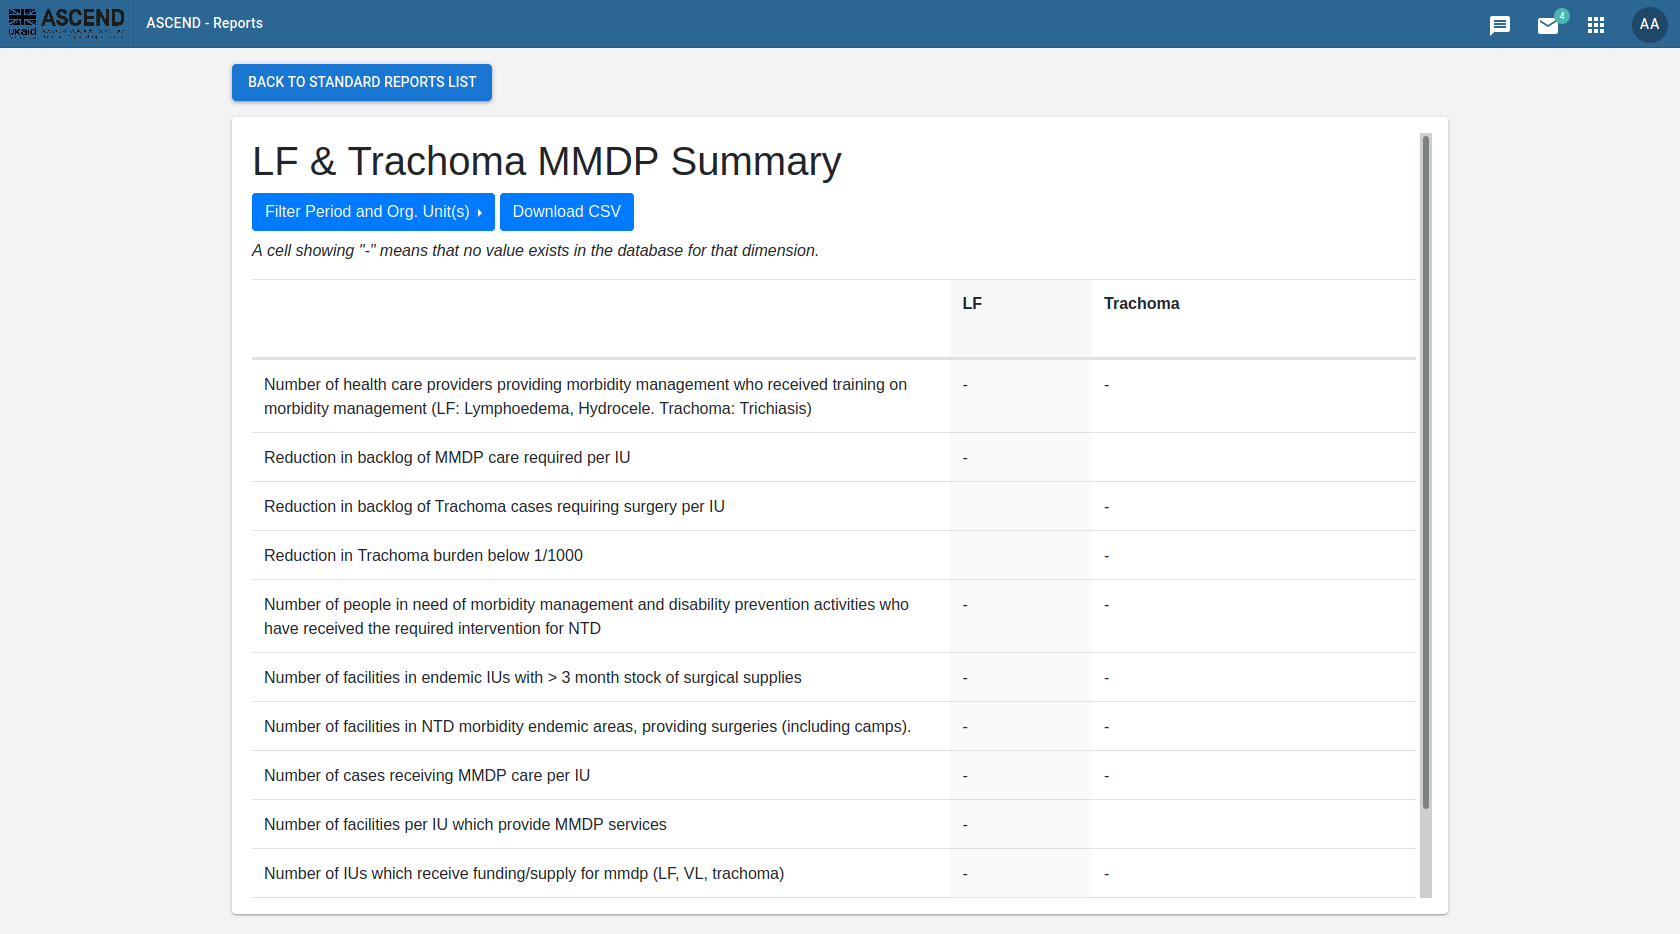 UKaid
ASCEND
ASCEND - Reports
4
AA
BACK TO STANDARD REPORTS LIST
LF & Trachoma MMDP Summary
Filter Period and Org. Unit(s)
Download CSV
A cell showing "-" means that no value exists in the database for that dimension.
LF Trachoma
Number of health care providers providing morbidity management who received training on - -
morbidity management (LF: Lymphoedema, Hydrocele. Trachoma: Trichiasis)
Reduction in backlog of MMDP care required per IU -
Reduction in backlog of Trachoma cases requiring surgery per IU -
Reduction in Trachoma burden below 1/1000 -
Number of people in need of morbidity management and disability prevention activities who - -
have received the required intervention for NTD
Number of facilities in endemic IUs with > 3 month stock of surgical supplies - -
Number of facilities in NTD morbidity endemic areas, providing surgeries (including camps). - -
Number of cases receiving MMDP care per IU - -
Number of facilities per IU which provide MMDP services -
Number of IUs which receive funding/supply for mmdp (LF, VL, trachoma) - -